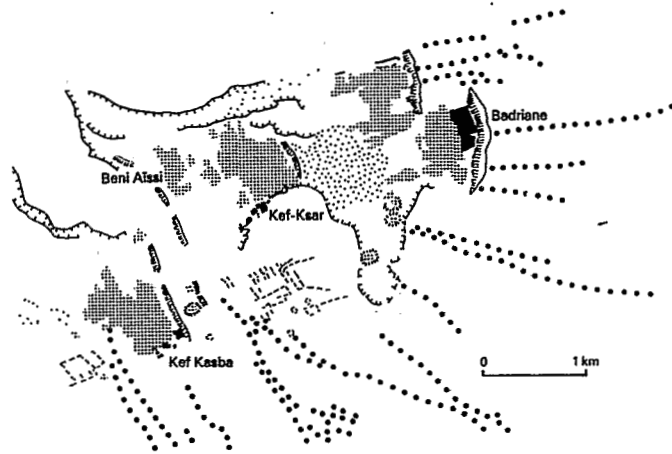 Badriane
Beni Aïssi
Kef-Ksar
Kef Kasba
0 1 km